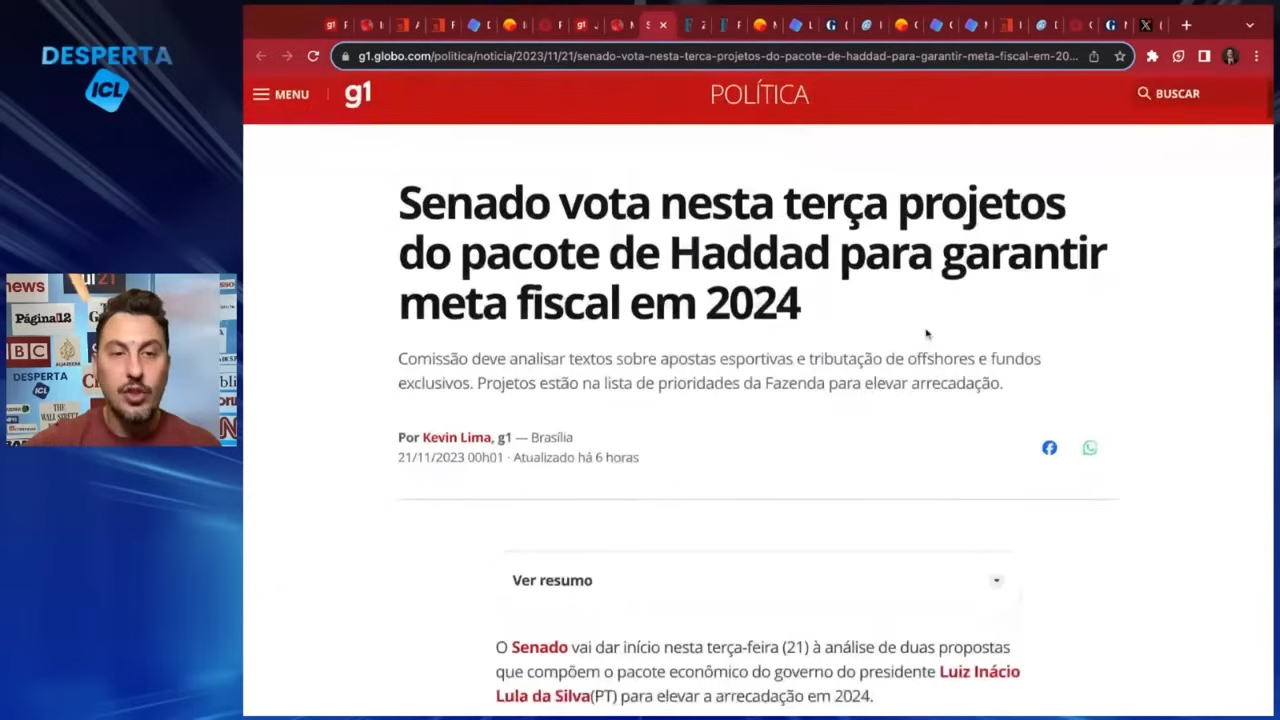 DESPERTA
ICL
g1.globo.com/politica/noticia/2023/11/21/senado-vota-nesta-terca-projetos-do-pacote-de-haddad-para-garantir-meta-fiscal-em-20...
MENU
g1
POLÍTICA
BUSCAR
Senado vota nesta terça projetos
do pacote de Haddad para garantir
meta fiscal em 2024
Comissão deve analisar textos sobre apostas esportivas e tributação de offshores e fundos
exclusivos. Projetos estão na lista de prioridades da Fazenda para elevar arrecadação.
Por Kevin Lima, g1 — Brasília
21/11/2023 00h01 · Atualizado há 6 horas
Ver resumo
O Senado vai dar início nesta terça-feira (21) à análise de duas propostas
que compõem o pacote econômico do governo do presidente Luiz Inácio
Lula da Silva(PT) para elevar a arrecadação em 2024.
news
Página12
BBC
ALJAZEERA
DESPERTA
ICL
THE
WALL STREET